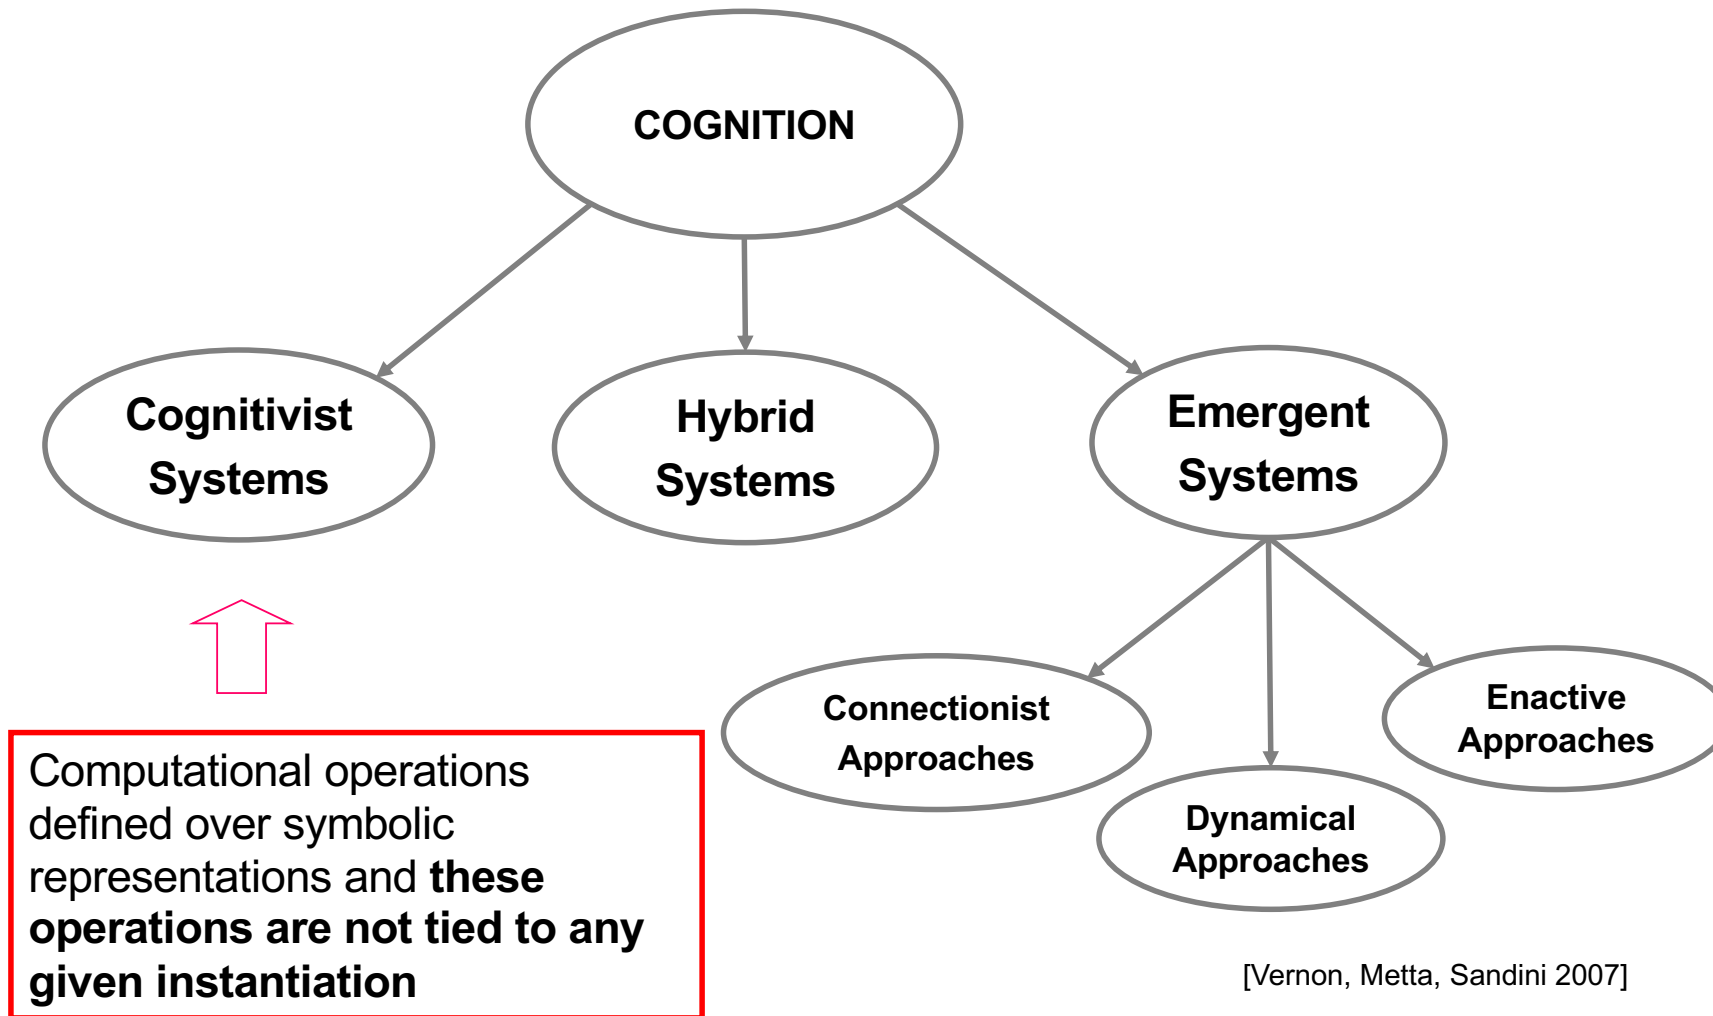 COGNITION
Cognitivist
Systems
Hybrid
Systems
Emergent
Systems
Connectionist
Approaches
Dynamical
Approaches
Enactive
Approaches
Computational operations
defined over symbolic
representations and these
operations are not tied to any
given instantiation
[Vernon, Metta, Sandini 2007]